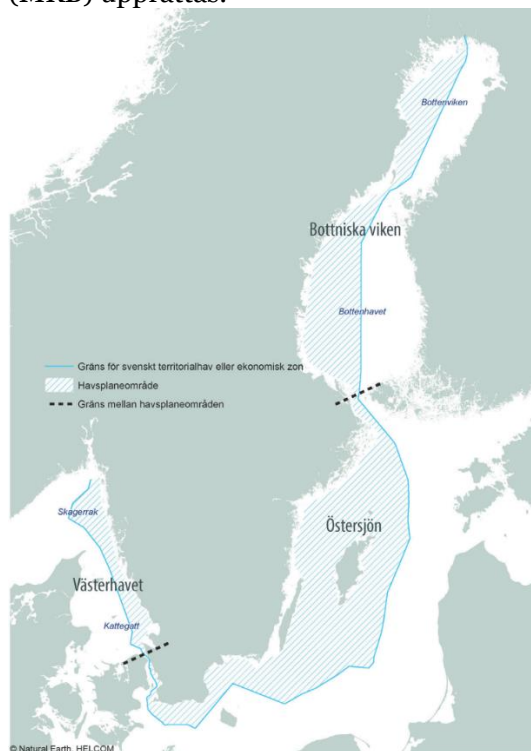 (MKB) upprättas.
Bottenviken
Bottniska viken
Bottenhavet
Gräns för svenskt territorialhav eller ekonomisk zon
Havsplaneområde
Gräns mellan havsplaneområden
Skagerrak
Östersjön
Västerhavet
Kattegatt
© Natural Earth, HELCOM